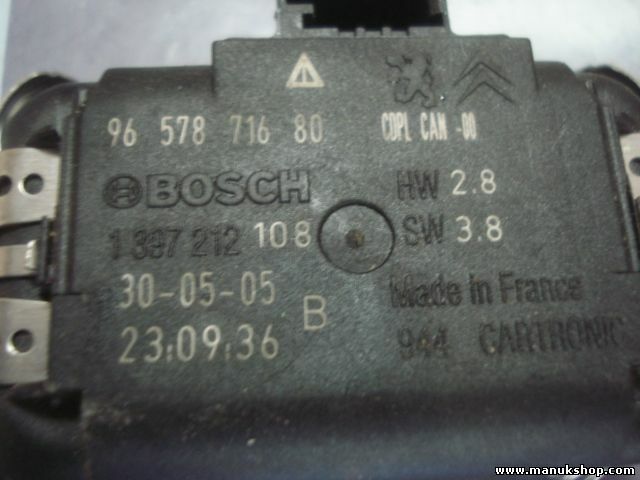 96 578 716 80 CDPL CAN -00
BOSCH HW 2.8
1 397 212 108 SW 3.8
30-05-05 B Made in France
23:09:36 944 CARTRONIC
www.manukshop.com